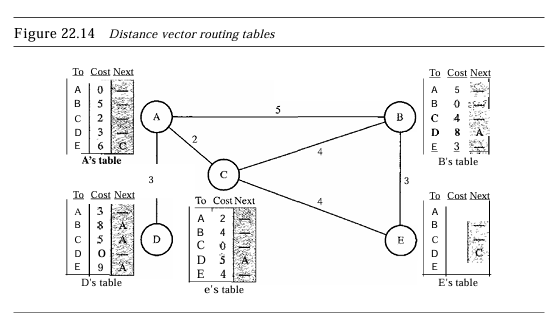 Figure 22.14 Distance vector routing tables
To Cost Next
A 0 —
B 5 —
C 2 —
D 3 —
E 6 C
A's table
To Cost Next
A 5 —
B 0 —
C 4 —
D 8 A
E 3 —
B's table
A
5
B
2
4
C
3
4
3
D
E
To Cost Next
A 3 —
B 8 A
C 5 A
D O —
E 9 A
D's table
To Cost Next
A 2 —
B 4 —
C 0 —
D 5 A
E 4 —
e's table
To Cost Next
A
B —
C —
D C
E
E's table